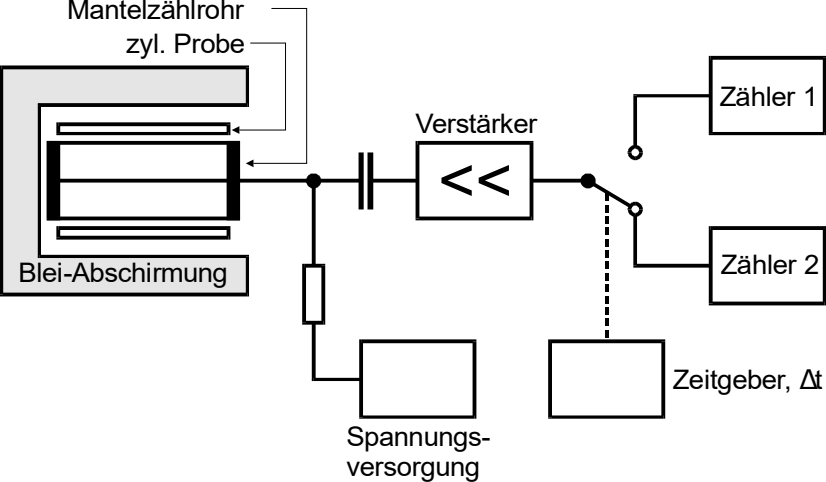 Mantelzählrohr
zyl. Probe
Verstärker
<<
Zähler 1
Blei-Abschirmung
Zähler 2
Zeitgeber, Δt
Spannungs-
versorgung